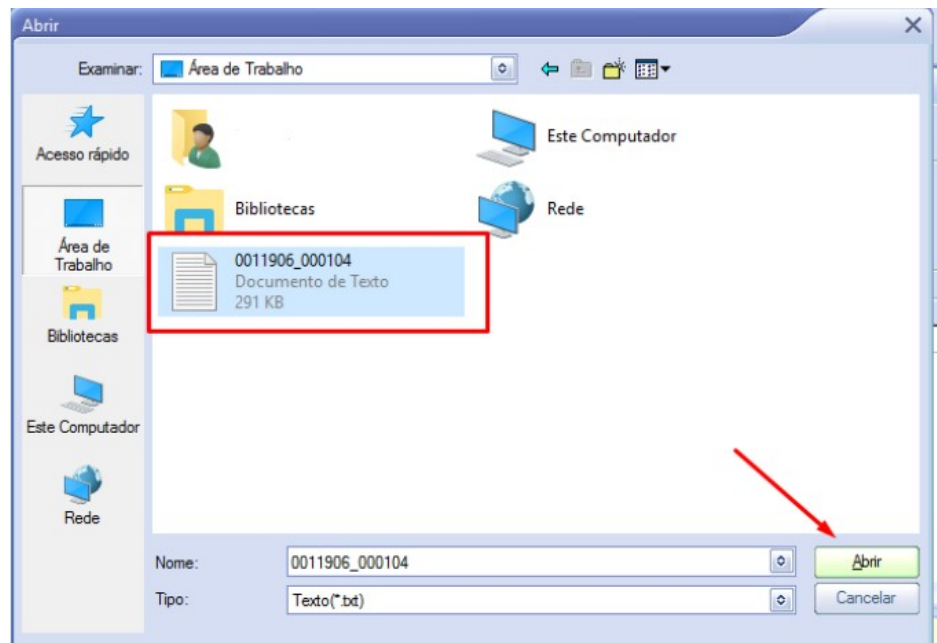 Abrir
Examinar: Área de Trabalho
Acesso rápido
Área de
Trabalho
Bibliotecas
Este Computador
Rede
Este Computador
Bibliotecas
Rede
0011906_000104
Documento de Texto
291 KB
Nome: 0011906_000104 Abrir
Tipo: Texto(*.txt) Cancelar